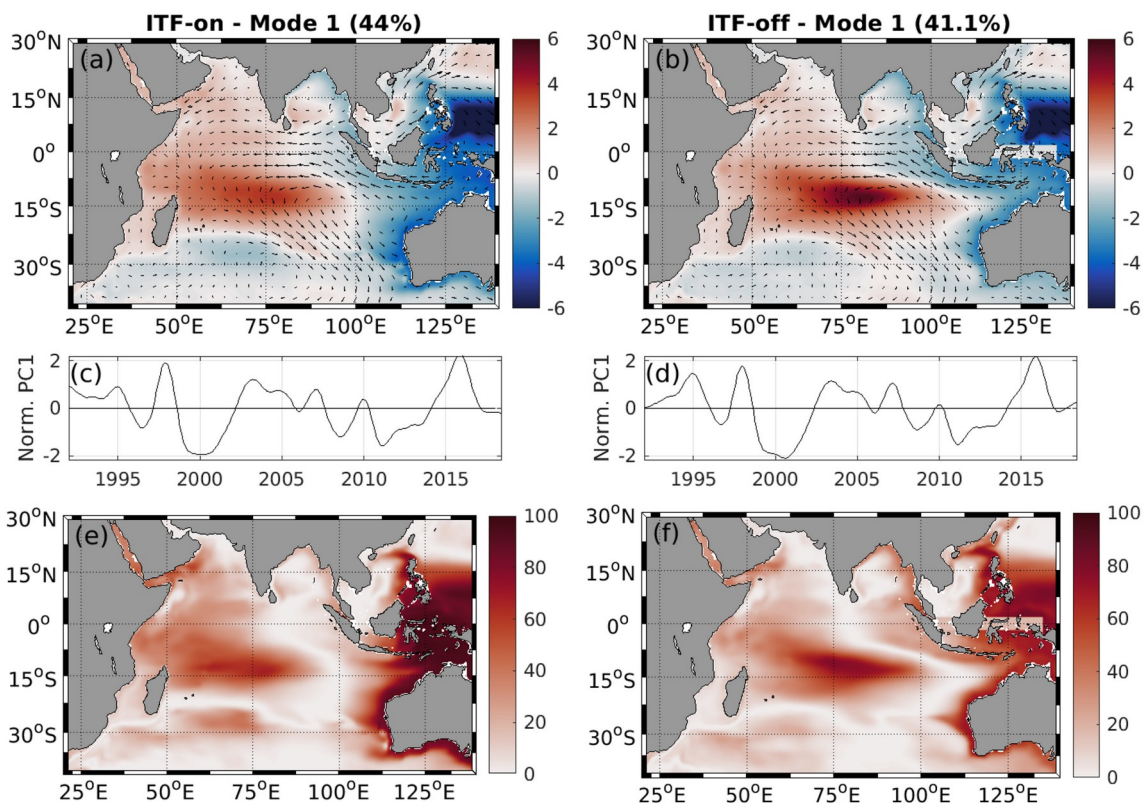 ITF-on - Mode 1 (44%)
ITF-off - Mode 1 (41.1%)
(a)
30°N
15°N
0°
15°S
30°S
25°E 50°E 75°E 100°E 125°E
6
4
2
0
-2
-4
-6
(b)
30°N
15°N
0°
15°S
30°S
25°E 50°E 75°E 100°E 125°E
6
4
2
0
-2
-4
-6
(c)
Norm. PC1
2
0
-2
1995 2000 2005 2010 2015
(d)
Norm. PC1
2
0
-2
1995 2000 2005 2010 2015
(e)
30°N
15°N
0°
15°S
30°S
25°E 50°E 75°E 100°E 125°E
100
80
60
40
20
0
(f)
30°N
15°N
0°
15°S
30°S
25°E 50°E 75°E 100°E 125°E
100
80
60
40
20
0